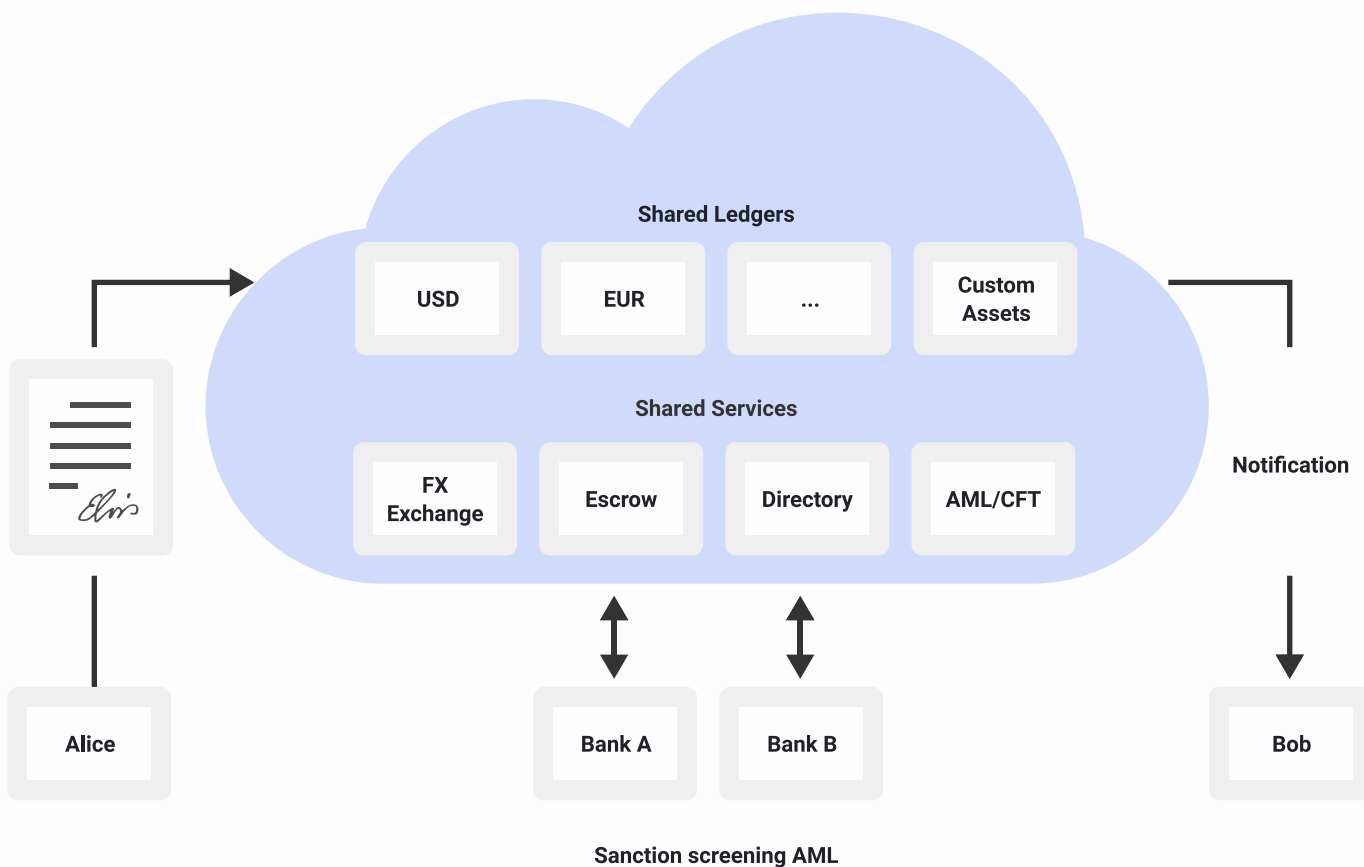 Shared Ledgers
USD
EUR
...
Custom
Assets
Shared Services
FX
Exchange
Escrow
Directory
AML/CFT
Elvis
Notification
Alice
Bank A
Bank B
Bob
Sanction screening AML